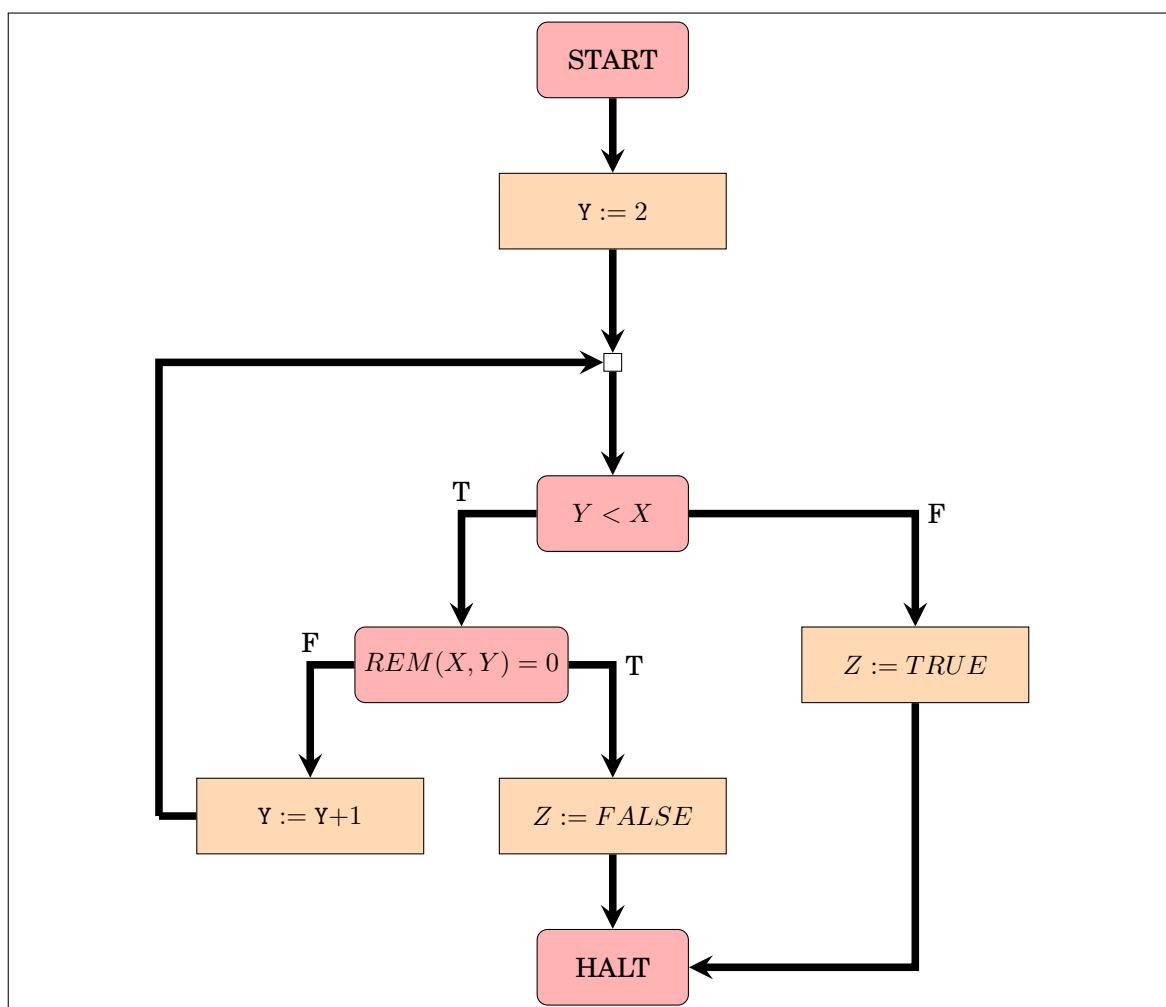 START
Y := 2
T
Y < X
F
F
REM(X, Y) = 0
T
Z := TRUE
Y := Y+1
Z := FALSE
HALT